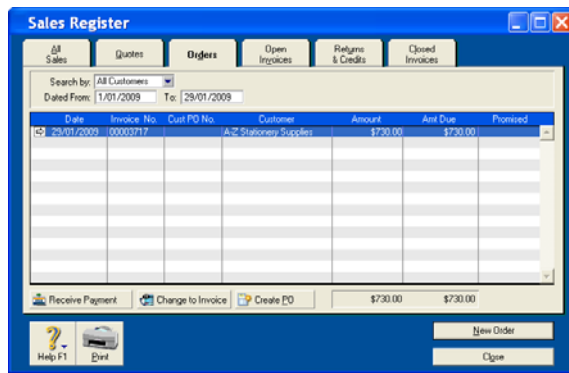 Sales Register
All Sales Quotes Orders Open Invoices Returns & Credits Closed Invoices
Search by: All Customers
Dated From: 1/01/2009 To: 29/01/2009
Date Invoice No. Cust PO No. Customer Amount Amt Due Promised
29/01/2009 00003717 A-Z Stationery Supplies $730.00 $730.00
Receive Payment Change to Invoice Create PO $730.00 $730.00
New Order
Help F1 Print Close